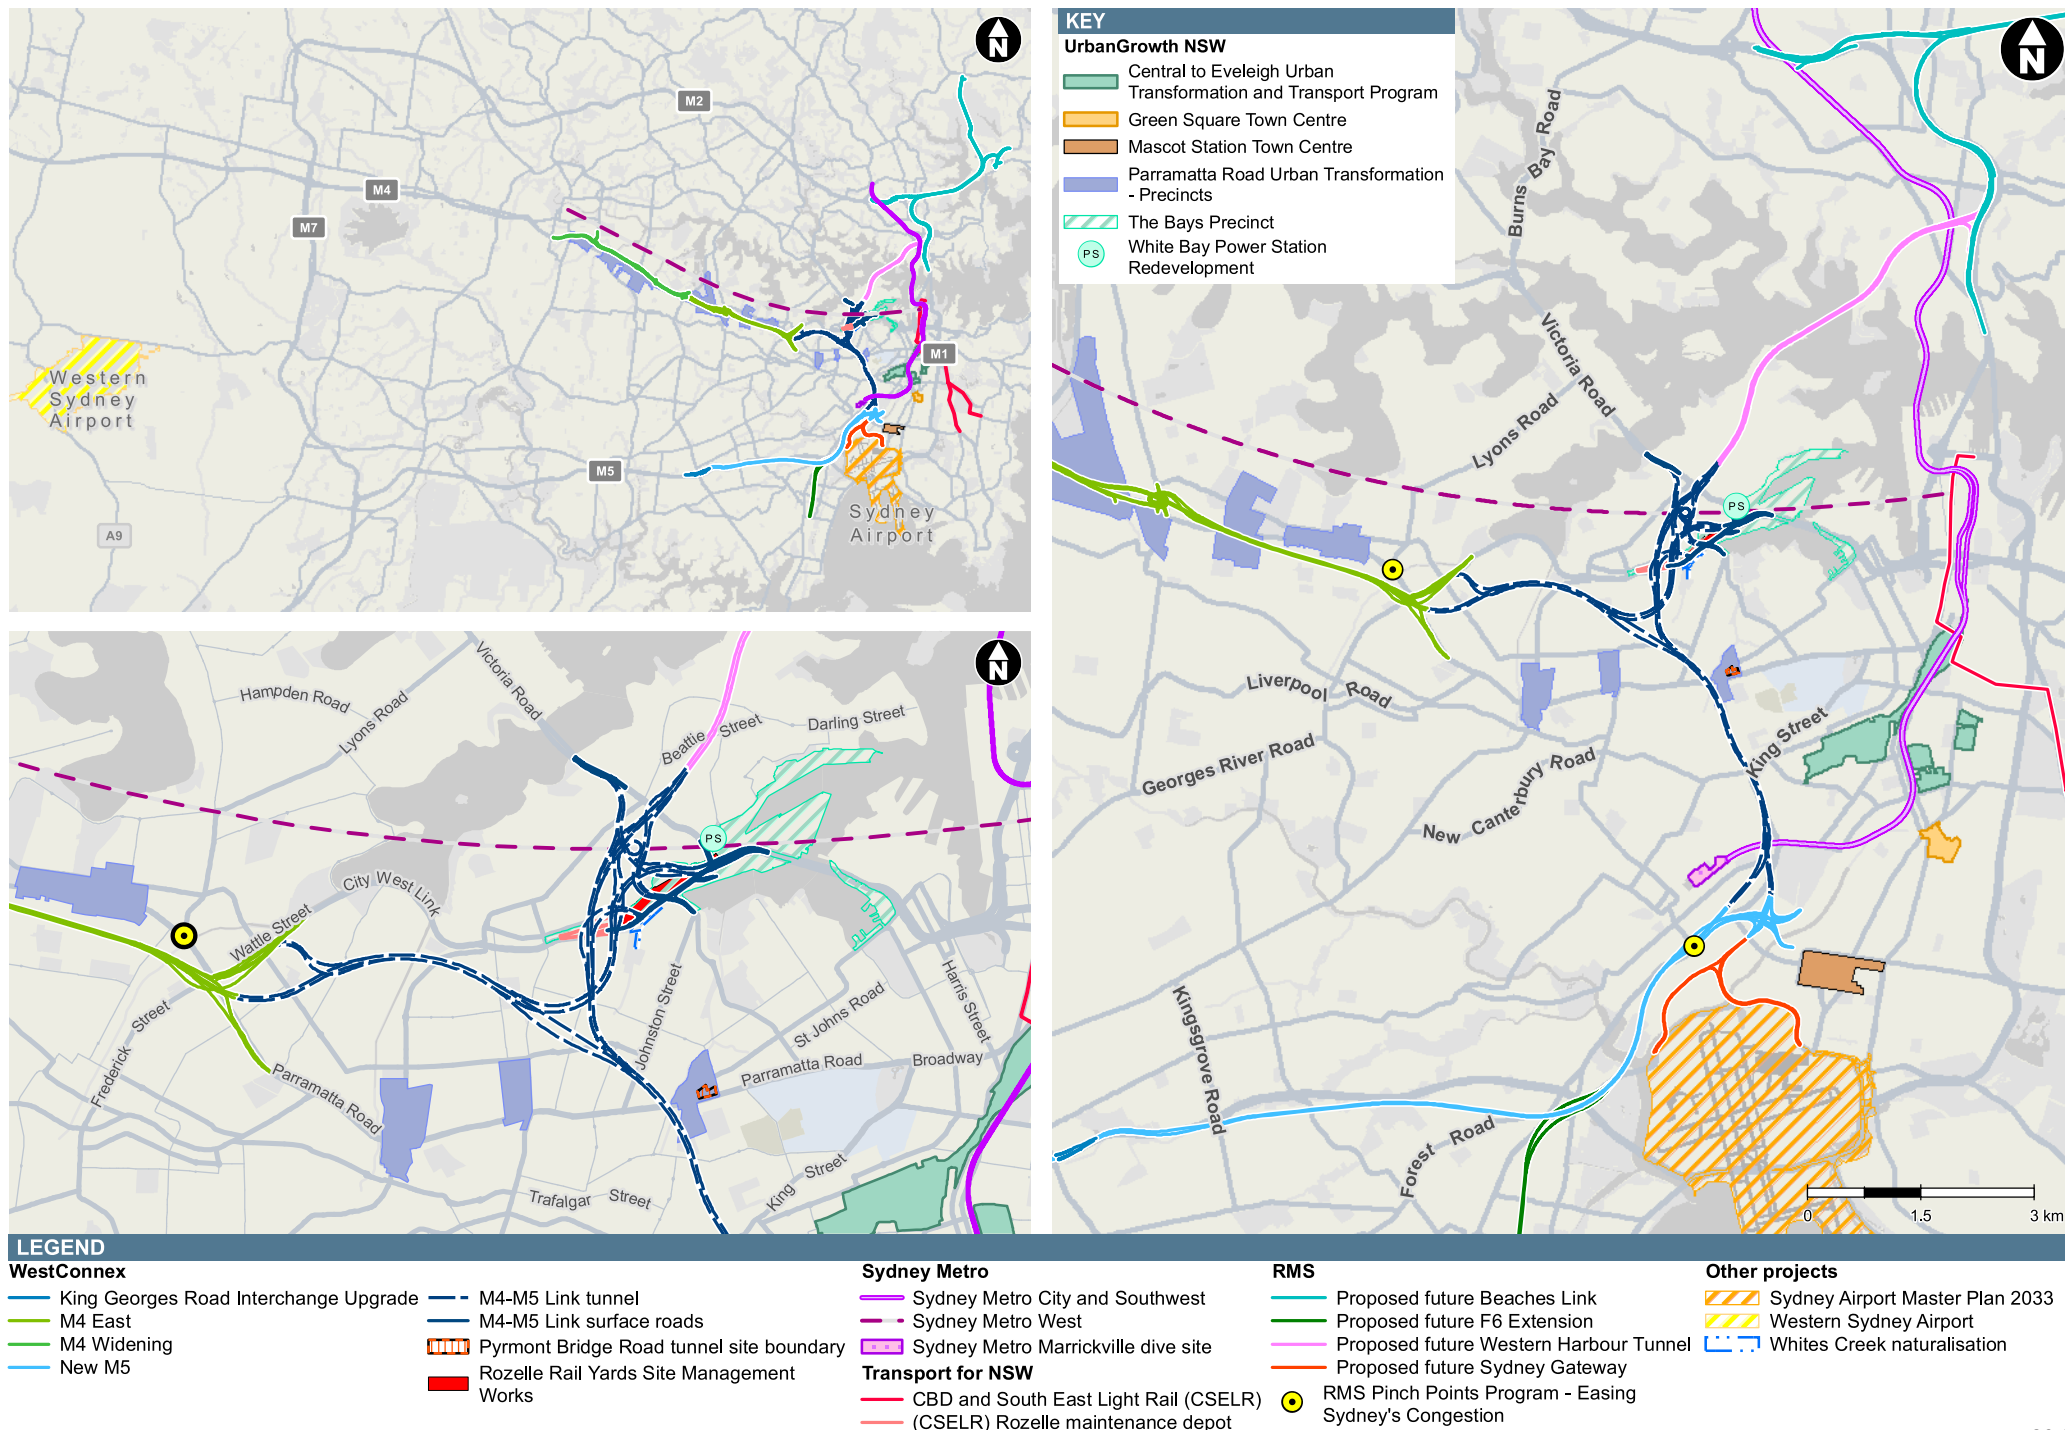 N
M2
M4
M7
Western
Sydney
Airport
M1
M5
A9
Sydney
Airport
N
Hampden Road
Lyons Road
Victoria Road
Beattie Street
Darling Street
PS
City West Link
Wattle Street
Frederick Street
Parramatta Road
Johnston Street
St Johns Road
Parramatta Road
Broadway
Harris Street
Trafalgar Street
King Street
KEY
UrbanGrowth NSW
Central to Eveleigh Urban
Transformation and Transport Program
Green Square Town Centre
Mascot Station Town Centre
Parramatta Road Urban Transformation
- Precincts
The Bays Precinct
PS
White Bay Power Station
Redevelopment
N
Burns Bay Road
Victoria Road
Lyons Road
PS
Liverpool Road
Georges River Road
New Canterbury Road
King Street
Kingsgrove Road
Forest Road
0 1.5 3 km
LEGEND
WestConnex
King Georges Road Interchange Upgrade
M4 East
M4 Widening
New M5
M4-M5 Link tunnel
M4-M5 Link surface roads
Pyrmont Bridge Road tunnel site boundary
Rozelle Rail Yards Site Management
Works
Sydney Metro
Sydney Metro City and Southwest
Sydney Metro West
Sydney Metro Marrickville dive site
Transport for NSW
CBD and South East Light Rail (CSELR)
(CSELR) Rozelle maintenance depot
RMS
Proposed future Beaches Link
Proposed future F6 Extension
Proposed future Western Harbour Tunnel
Proposed future Sydney Gateway
RMS Pinch Points Program - Easing
Sydney's Congestion
Other projects
Sydney Airport Master Plan 2033
Western Sydney Airport
Whites Creek naturalisation